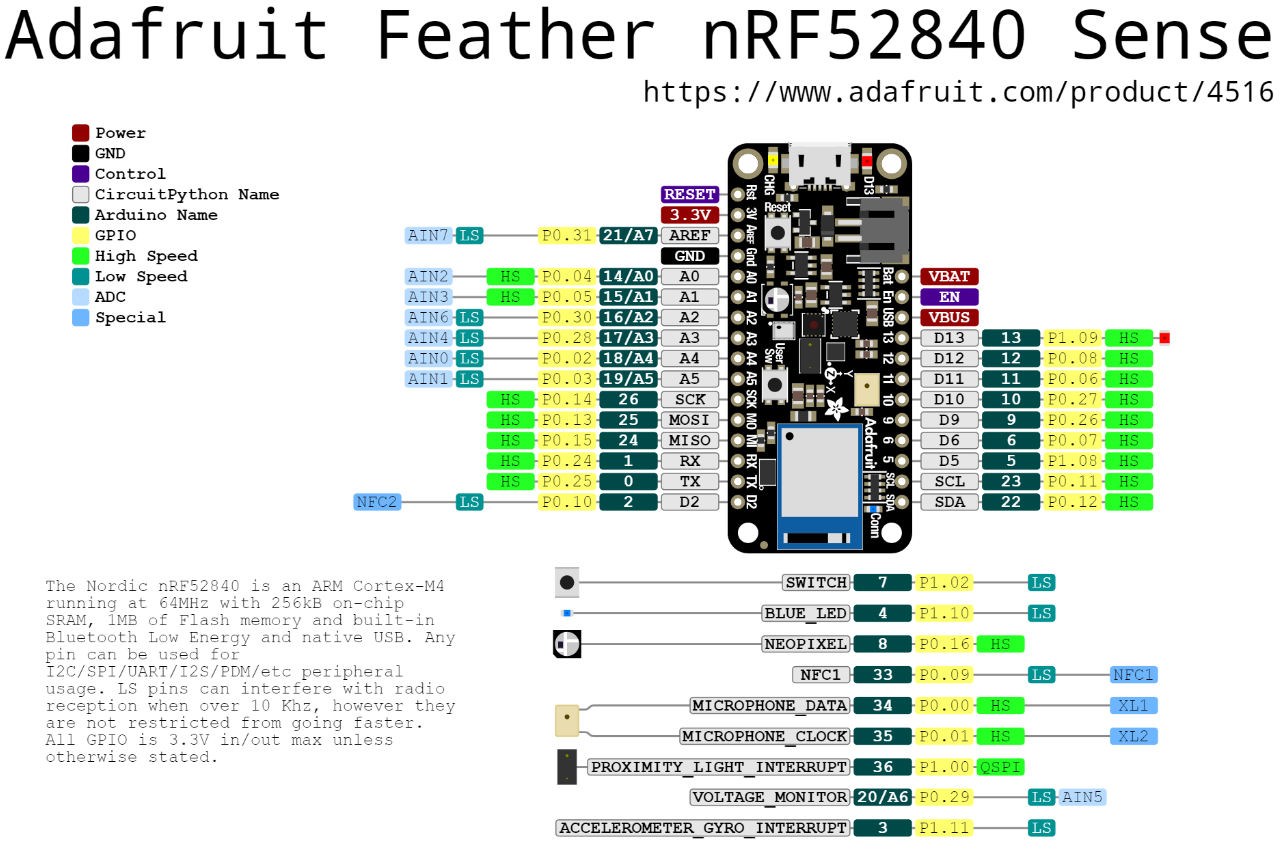 Adafruit Feather nRF52840 Sense
https://www.adafruit.com/product/4516
Power
GND
Control
CircuitPython Name
Arduino Name
GPIO
High Speed
Low Speed
ADC
Special
RESET
3.3V
AIN7 LS P0.31 21/A7 AREF
GND
AIN2 HS P0.04 14/A0 A0
AIN3 HS P0.05 15/A1 A1
AIN6 LS P0.30 16/A2 A2
AIN4 LS P0.28 17/A3 A3
AIN0 LS P0.02 18/A4 A4
AIN1 LS P0.03 19/A5 A5
HS P0.14 26 SCK
HS P0.13 25 MOSI
HS P0.15 24 MISO
HS P0.24 1 RX
HS P0.25 0 TX
NFC2 LS P0.10 2 D2
CHG
D13
Reset
Rst
3V
AREF
Gnd
A0
A1
A2
A3
A4
A5
SCK
MO
MI
RX
TX
D2
User
Sw
Z
Y
X
Adafruit
Conn
Bat
En
USB
13
12
11
10
9
6
5
SCL
SDA
VBAT
EN
VBUS
D13 13 P1.09 HS
D12 12 P0.08 HS
D11 11 P0.06 HS
D10 10 P0.27 HS
D9 9 P0.26 HS
D6 6 P0.07 HS
D5 5 P1.08 HS
SCL 23 P0.11 HS
SDA 22 P0.12 HS
The Nordic nRF52840 is an ARM Cortex-M4
running at 64MHz with 256kB on-chip
SRAM, 1MB of Flash memory and built-in
Bluetooth Low Energy and native USB. Any
pin can be used for
I2C/SPI/UART/I2S/PDM/etc peripheral
usage. LS pins can interfere with radio
reception when over 10 Khz, however they
are not restricted from going faster.
All GPIO is 3.3V in/out max unless
otherwise stated.
SWITCH 7 P1.02 LS
BLUE_LED 4 P1.10 LS
NEOPIXEL 8 P0.16 HS
NFC1 33 P0.09 LS NFC1
MICROPHONE_DATA 34 P0.00 HS XL1
MICROPHONE_CLOCK 35 P0.01 HS XL2
PROXIMITY_LIGHT_INTERRUPT 36 P1.00 QSPI
VOLTAGE_MONITOR 20/A6 P0.29 LS AIN5
ACCELEROMETER_GYRO_INTERRUPT 3 P1.11 LS